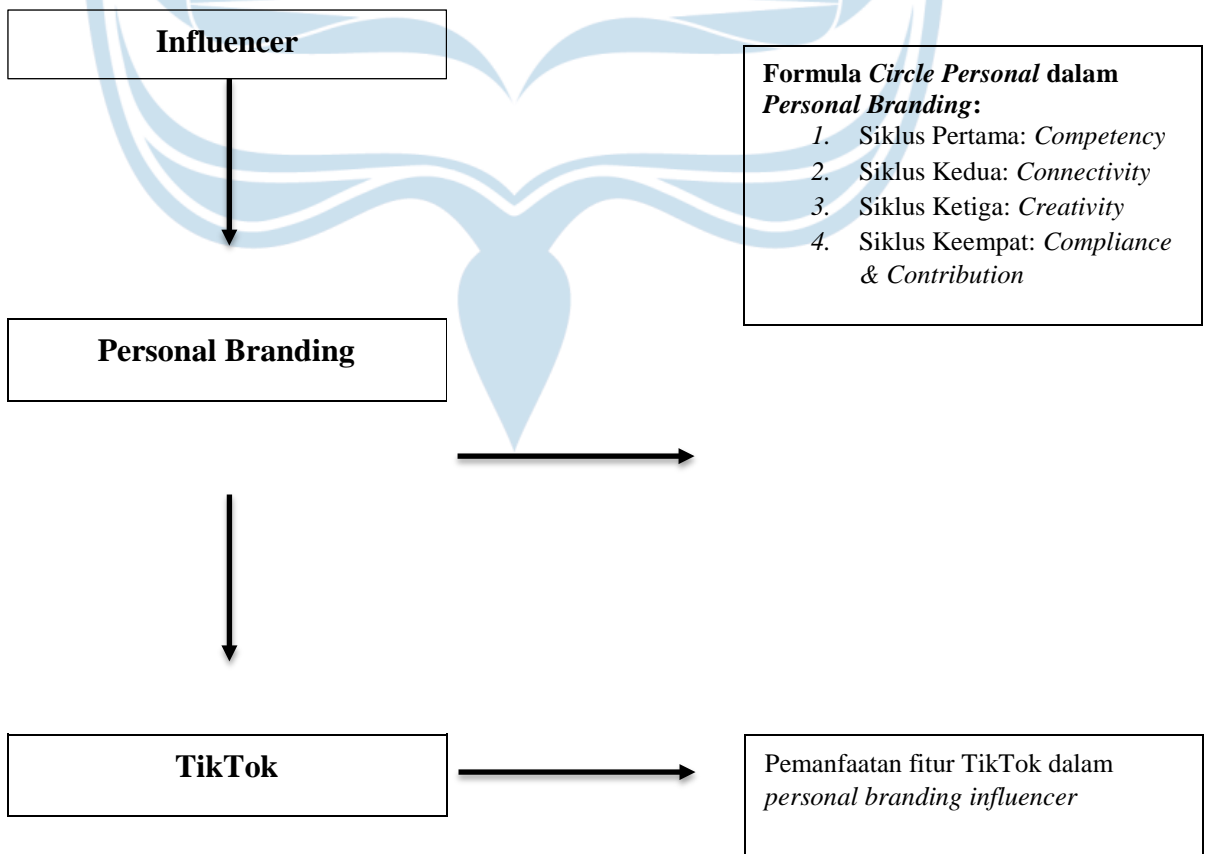 Influencer
Formula Circle Personal dalam
Personal Branding:
1. Siklus Pertama: Competency
2. Siklus Kedua: Connectivity
3. Siklus Ketiga: Creativity
4. Siklus Keempat: Compliance
& Contribution
Personal Branding
TikTok
Pemanfaatan fitur TikTok dalam
personal branding influencer